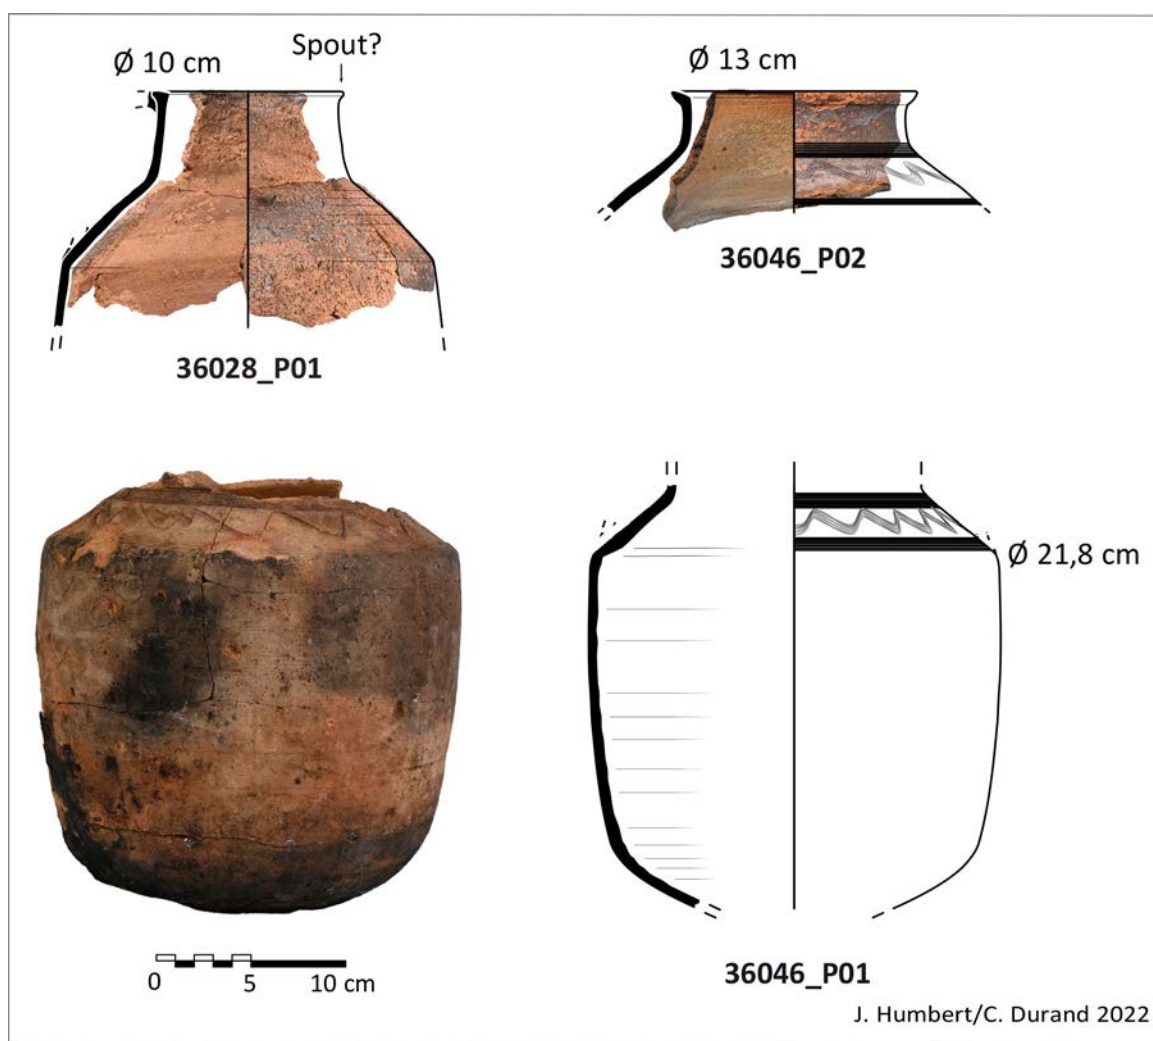 Spout?
Ø 10 cm
Ø 13 cm
36028_P01
36046_P02
Ø 21,8 cm
0 5 10 cm
36046_P01
J. Humbert/C. Durand 2022